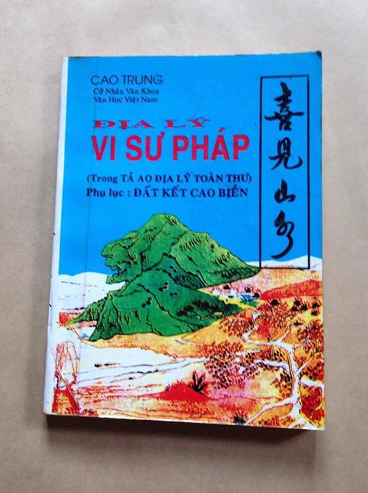 CAO TRUNG
Cử Nhân Văn Khoa
Văn Học Việt Nam
ĐỊA LÝ
VI SƯ PHÁP
(Trong TẢ AO ĐỊA LÝ TOÀN THƯ)
Phụ lục : ĐẤT KẾT CAO BIỀN
喜見山水